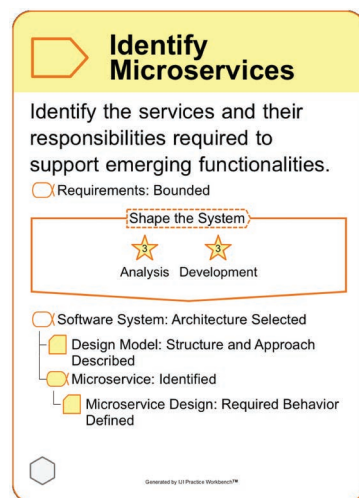 Identify
Microservices
Identify the services and their
responsibilities required to
support emerging functionalities.
Requirements: Bounded
Shape the System
3 3
Analysis Development
Software System: Architecture Selected
Design Model: Structure and Approach
Described
Microservice: Identified
Microservice Design: Required Behavior
Defined
Generated by IJI Practice Workbench™